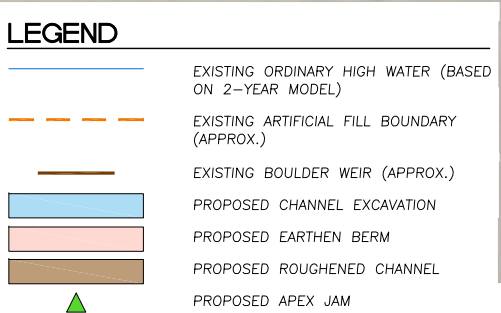 LEGEND
EXISTING ORDINARY HIGH WATER (BASED
ON 2-YEAR MODEL)
EXISTING ARTIFICIAL FILL BOUNDARY
(APPROX.)
EXISTING BOULDER WEIR (APPROX.)
PROPOSED CHANNEL EXCAVATION
PROPOSED EARTHEN BERM
PROPOSED ROUGHENED CHANNEL
PROPOSED APEX JAM